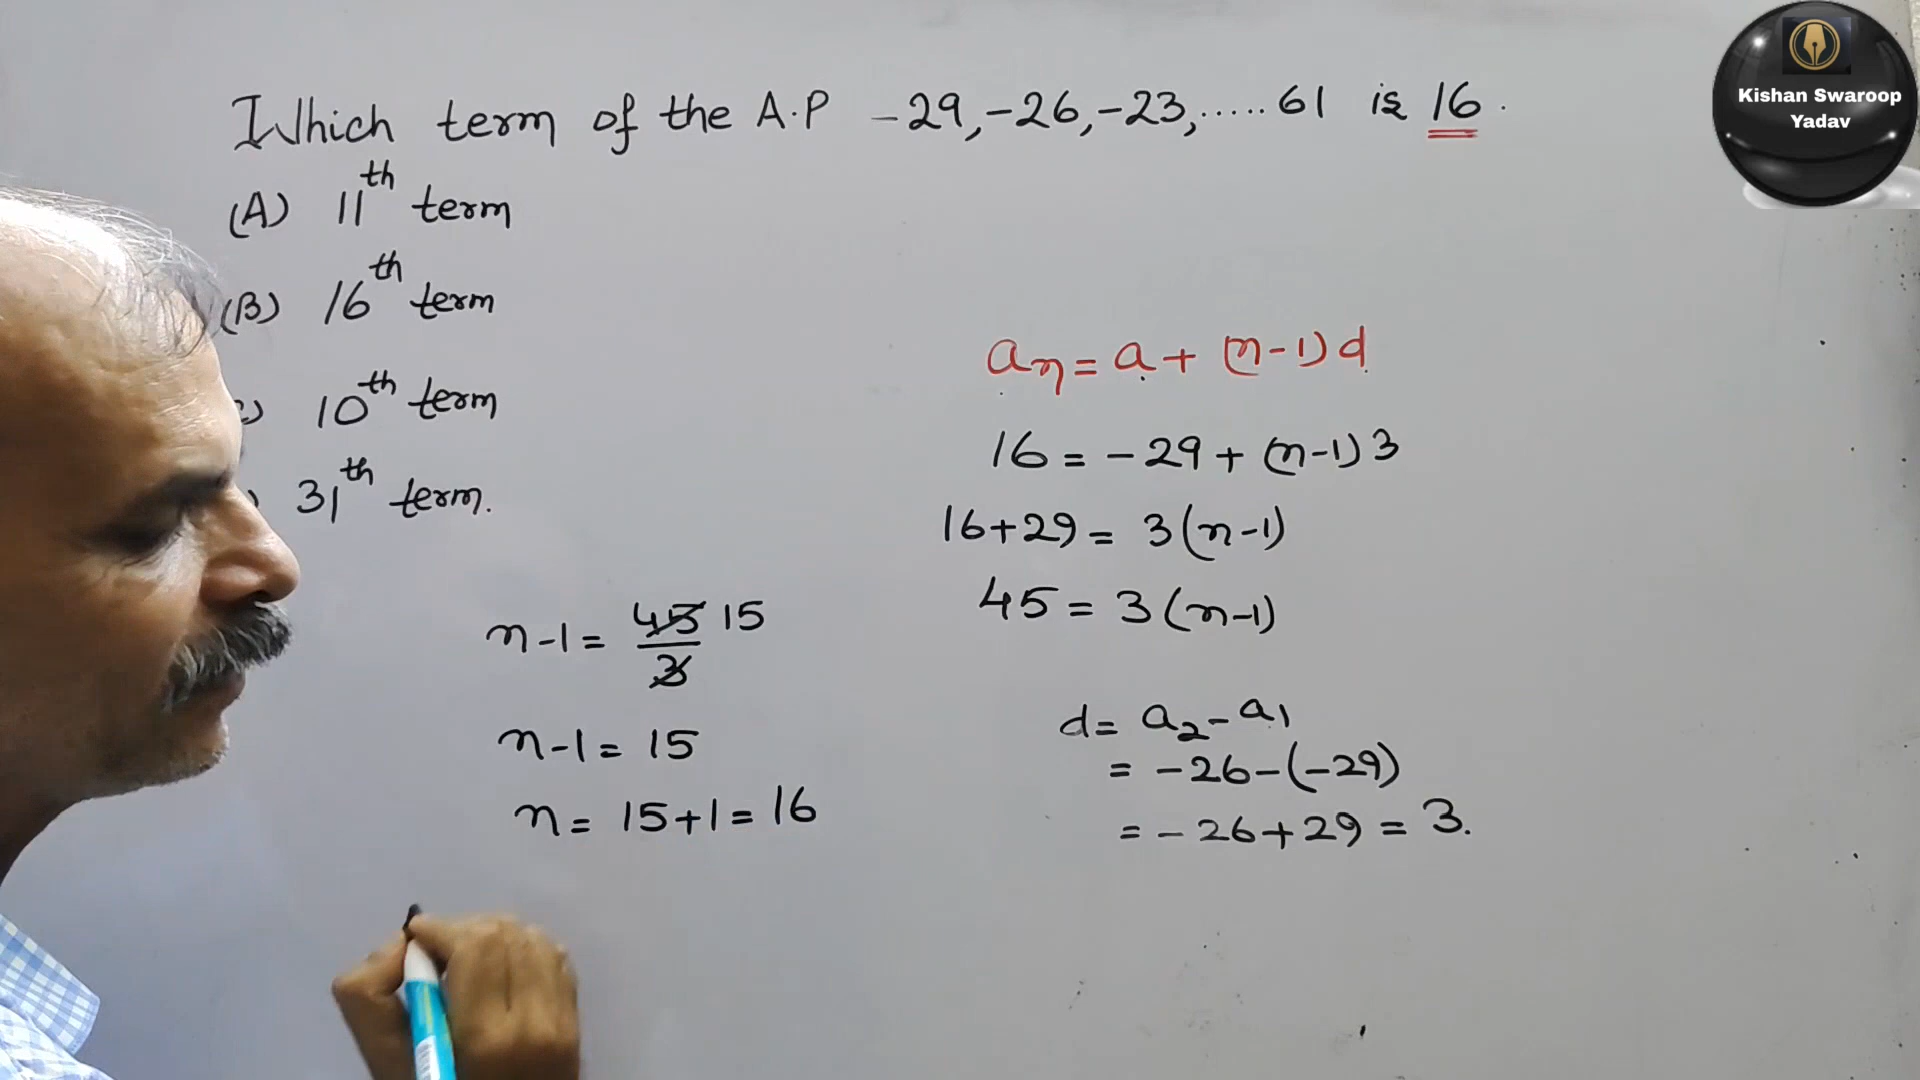 Which term of the A.P -29, -26, -23, ..... 61 is 16.
(A) 11th term
(B) 16th term
10th term
31th term.
an = a + (n-1)d
16 = -29 + (n-1)3
16+29 = 3(n-1)
45 = 3(n-1)
d = a2 - a1
= -26-(-29)
= -26+29 = 3.
n-1 = 45/3 15
n-1 = 15
n = 15+1 = 16
Kishan Swaroop
Yadav